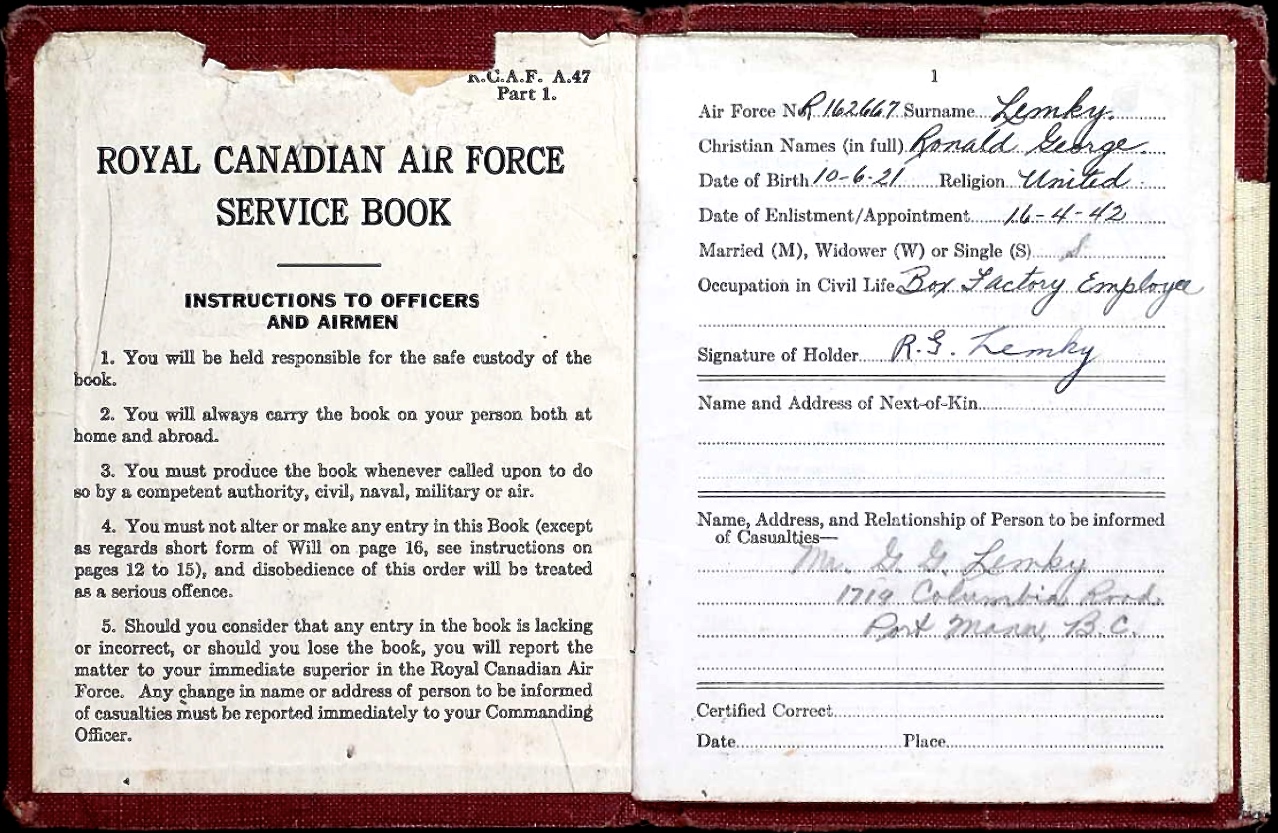 R.C.A.F. A.47
Part 1.
ROYAL CANADIAN AIR FORCE
SERVICE BOOK
INSTRUCTIONS TO OFFICERS
AND AIRMEN
1. You will be held responsible for the safe custody of the
book.
2. You will always carry the book on your person both at
home and abroad.
3. You must produce the book whenever called upon to do
so by a competent authority, civil, naval, military or air.
4. You must not alter or make any entry in this Book (except
as regards short form of Will on page 16, see instructions on
pages 12 to 15), and disobedience of this order will be treated
as a serious offence.
5. Should you consider that any entry in the book is lacking
or incorrect, or should you lose the book, you will report the
matter to your immediate superior in the Royal Canadian Air
Force. Any change in name or address of person to be informed
of casualties must be reported immediately to your Commanding
Officer.
1
Air Force No R162667 Surname Lemky.
Christian Names (in full) Ronald George.
Date of Birth 10-6-21 Religion United
Date of Enlistment/Appointment 16-4-42
Married (M), Widower (W) or Single (S) S
Occupation in Civil Life Box Factory Employee
Signature of Holder R.G. Lemky
Name and Address of Next-of-Kin
Name, Address, and Relationship of Person to be informed
of Casualties—
G. G. Lemky
1719 Columbia Road.
Port Mann, B.C.
Certified Correct
Date Place